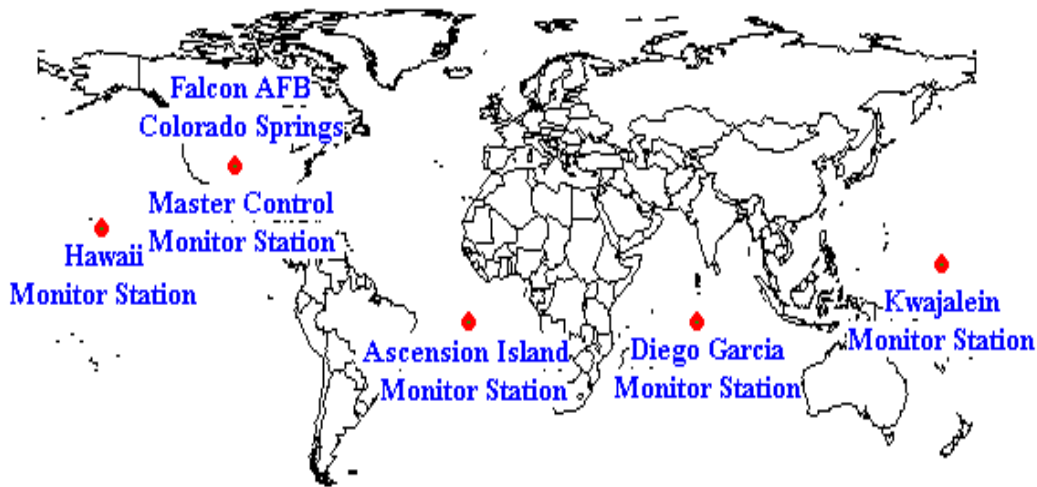 Falcon AFB
Colorado Springs
Master Control
Monitor Station
Hawaii
Monitor Station
Ascension Island
Monitor Station
Diego Garcia
Monitor Station
Kwajalein
Monitor Station